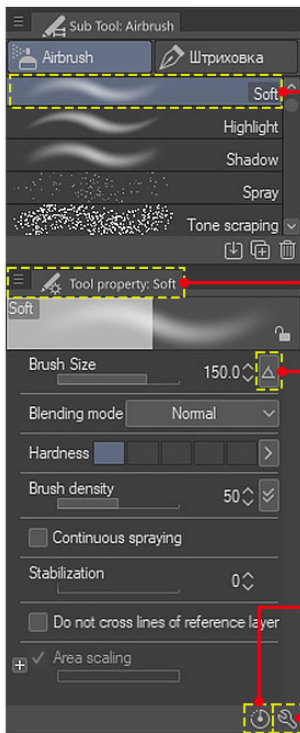 Sub Tool: Airbrush
Airbrush Штриховка
Soft
Highlight
Shadow
Spray
Tone scraping
Tool property: Soft
Soft
Brush Size 150.0
Blending mode Normal
Hardness
Brush density 50
Continuous spraying
Stabilization 0
Do not cross lines of reference layer
Area scaling